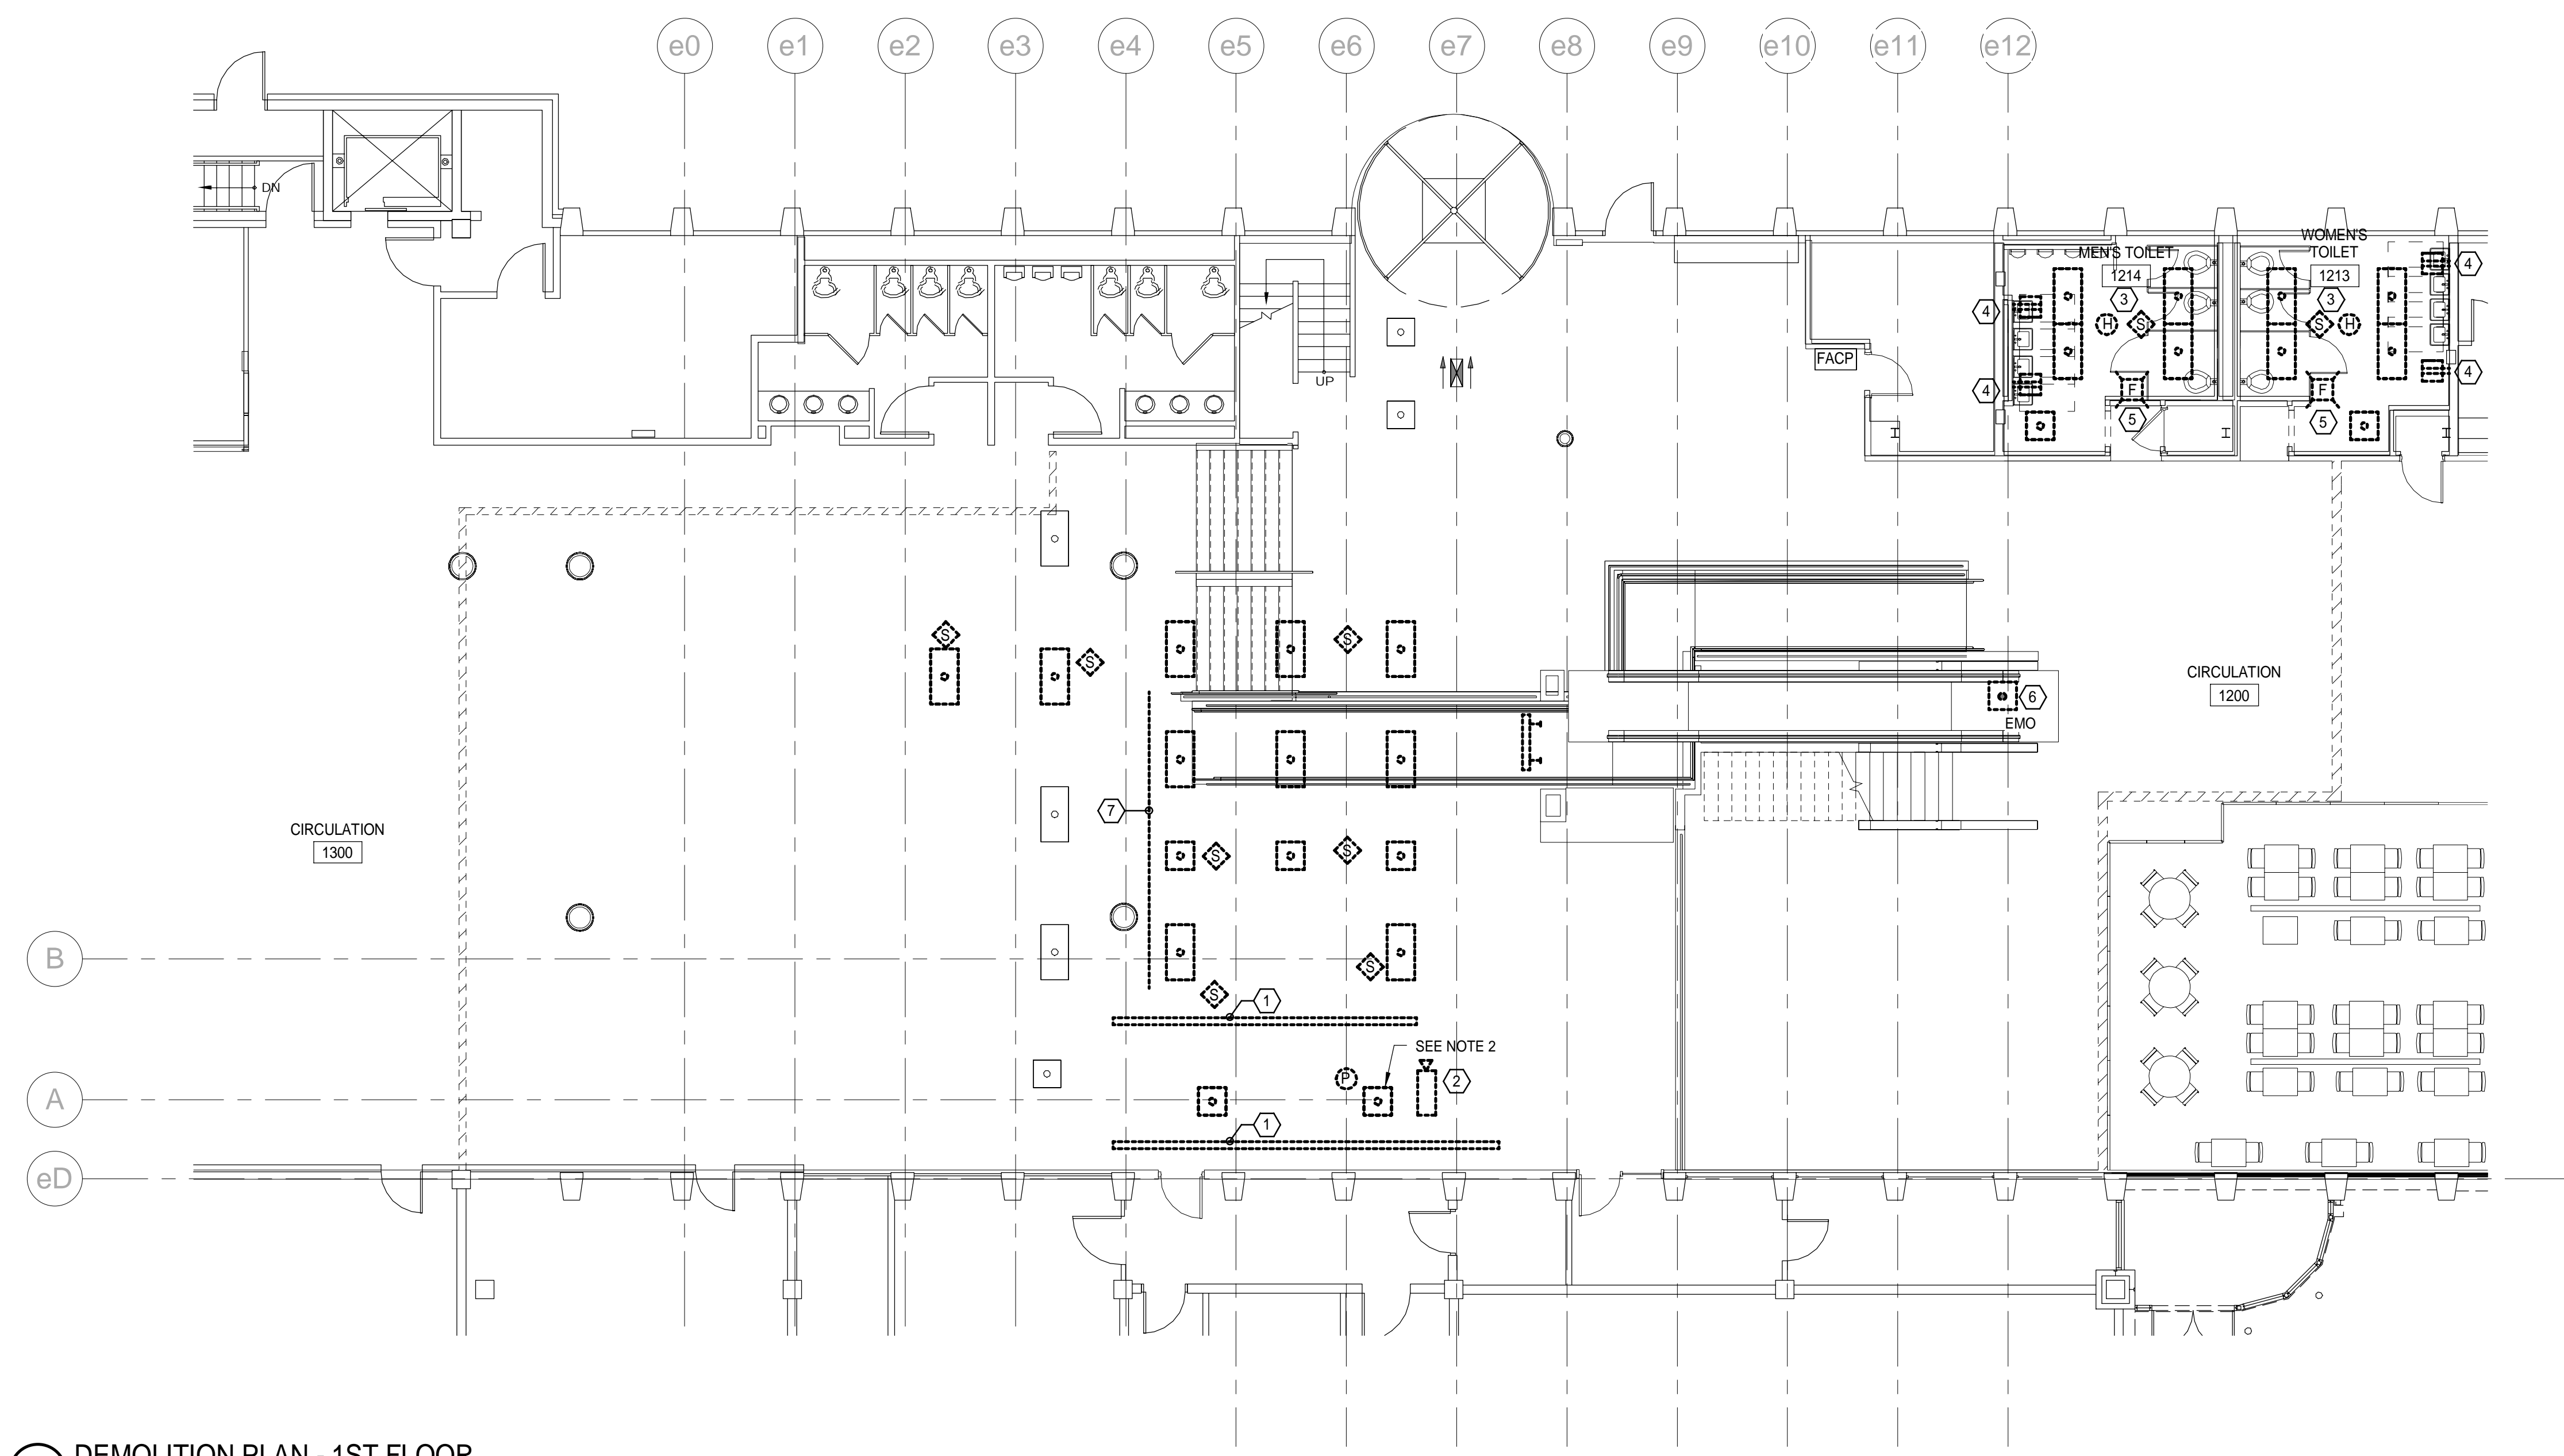 e0 e1 e2 e3 e4 e5 e6 e7 e8 e9 e10 e11 e12
DN
WOMEN'S
MEN'S TOILET
TOILET
1214
1213
4
3
3
4
H
S
S
H
FACP
UP
4
4
F
F
5
5
H
H
H
S
S
S
CIRCULATION
1200
6
EMO
7
CIRCULATION
1300
S
S
B
S
S
1
SEE NOTE 2
P
2
A
1
eD
DEMOLITION PLAN - 1ST FLOOR